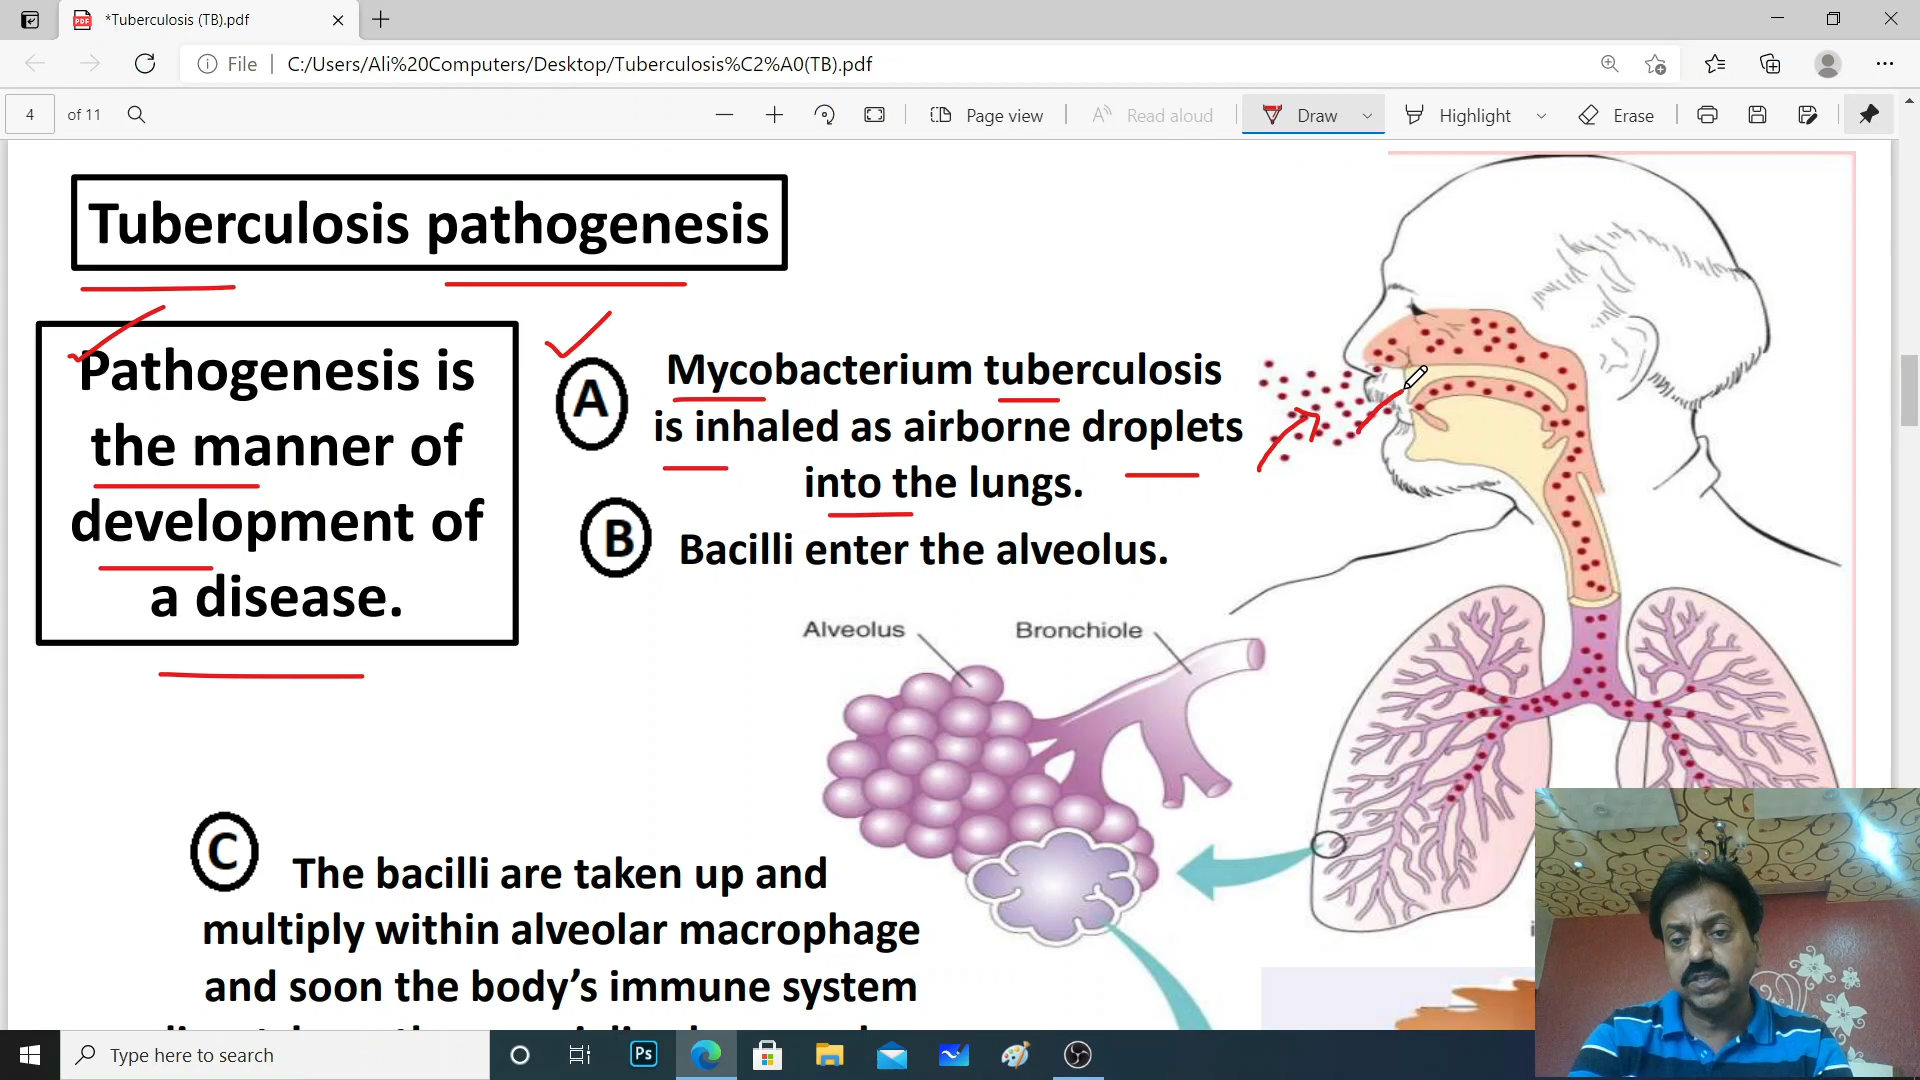 *Tuberculosis (TB).pdf
File
C:/Users/Ali%20Computers/Desktop/Tuberculosis%C2%A0(TB).pdf
4 of 11
Page view
Read aloud
Draw
Highlight
Erase
Tuberculosis pathogenesis
Pathogenesis is
the manner of
development of
a disease.
A
Mycobacterium tuberculosis
is inhaled as airborne droplets
into the lungs.
B
Bacilli enter the alveolus.
Alveolus
Bronchiole
C
The bacilli are taken up and
multiply within alveolar macrophage
and soon the body’s immune system
Type here to search
Ps